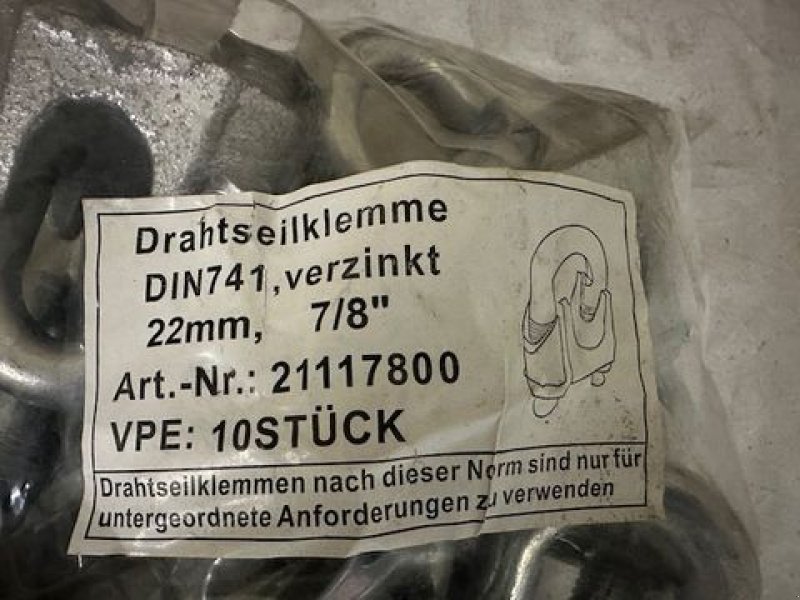 Drahtseilklemme
DIN741,verzinkt
22mm, 7/8"
Art.-Nr.: 21117800
VPE: 10STÜCK
Drahtseilklemmen nach dieser Norm sind nur für
untergeordnete Anforderungen zu verwenden